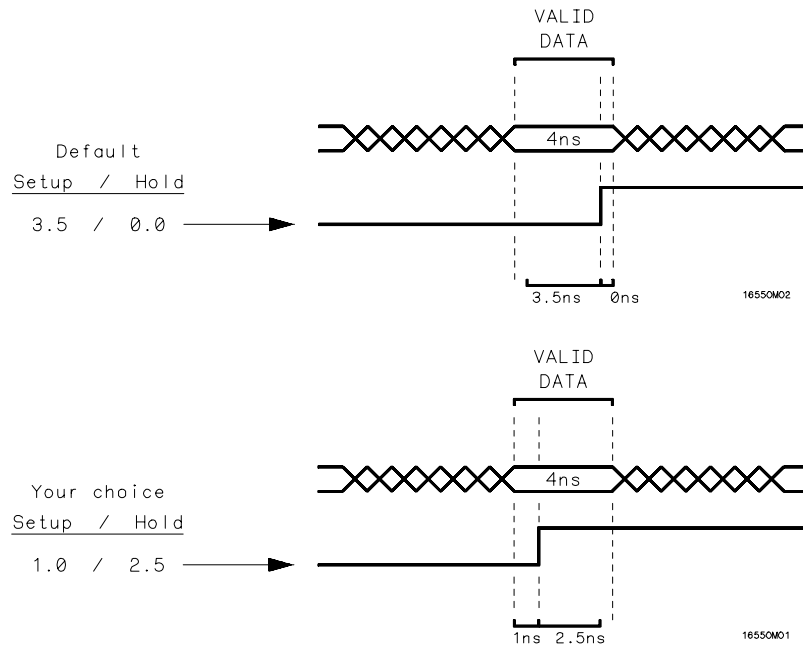 VALID
DATA
4ns
Default
Setup / Hold
3.5 / 0.0
3.5ns 0ns
16550M02
VALID
DATA
4ns
Your choice
Setup / Hold
1.0 / 2.5
1ns 2.5ns
16550M01